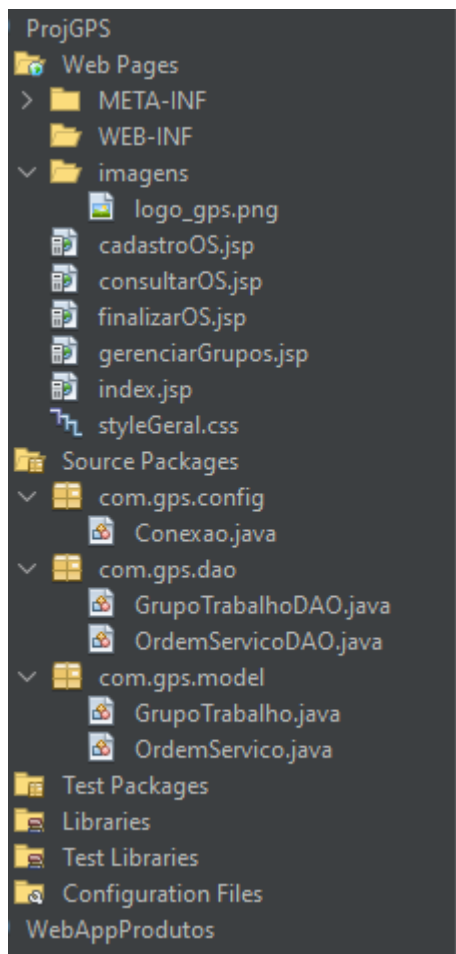 ProjGPS
Web Pages
META-INF
WEB-INF
imagens
logo_gps.png
cadastroOS.jsp
consultarOS.jsp
finalizarOS.jsp
gerenciarGrupos.jsp
index.jsp
styleGeral.css
Source Packages
com.gps.config
Conexao.java
com.gps.dao
GrupoTrabalhoDAO.java
OrdemServicoDAO.java
com.gps.model
GrupoTrabalho.java
OrdemServico.java
Test Packages
Libraries
Test Libraries
Configuration Files
WebAppProdutos